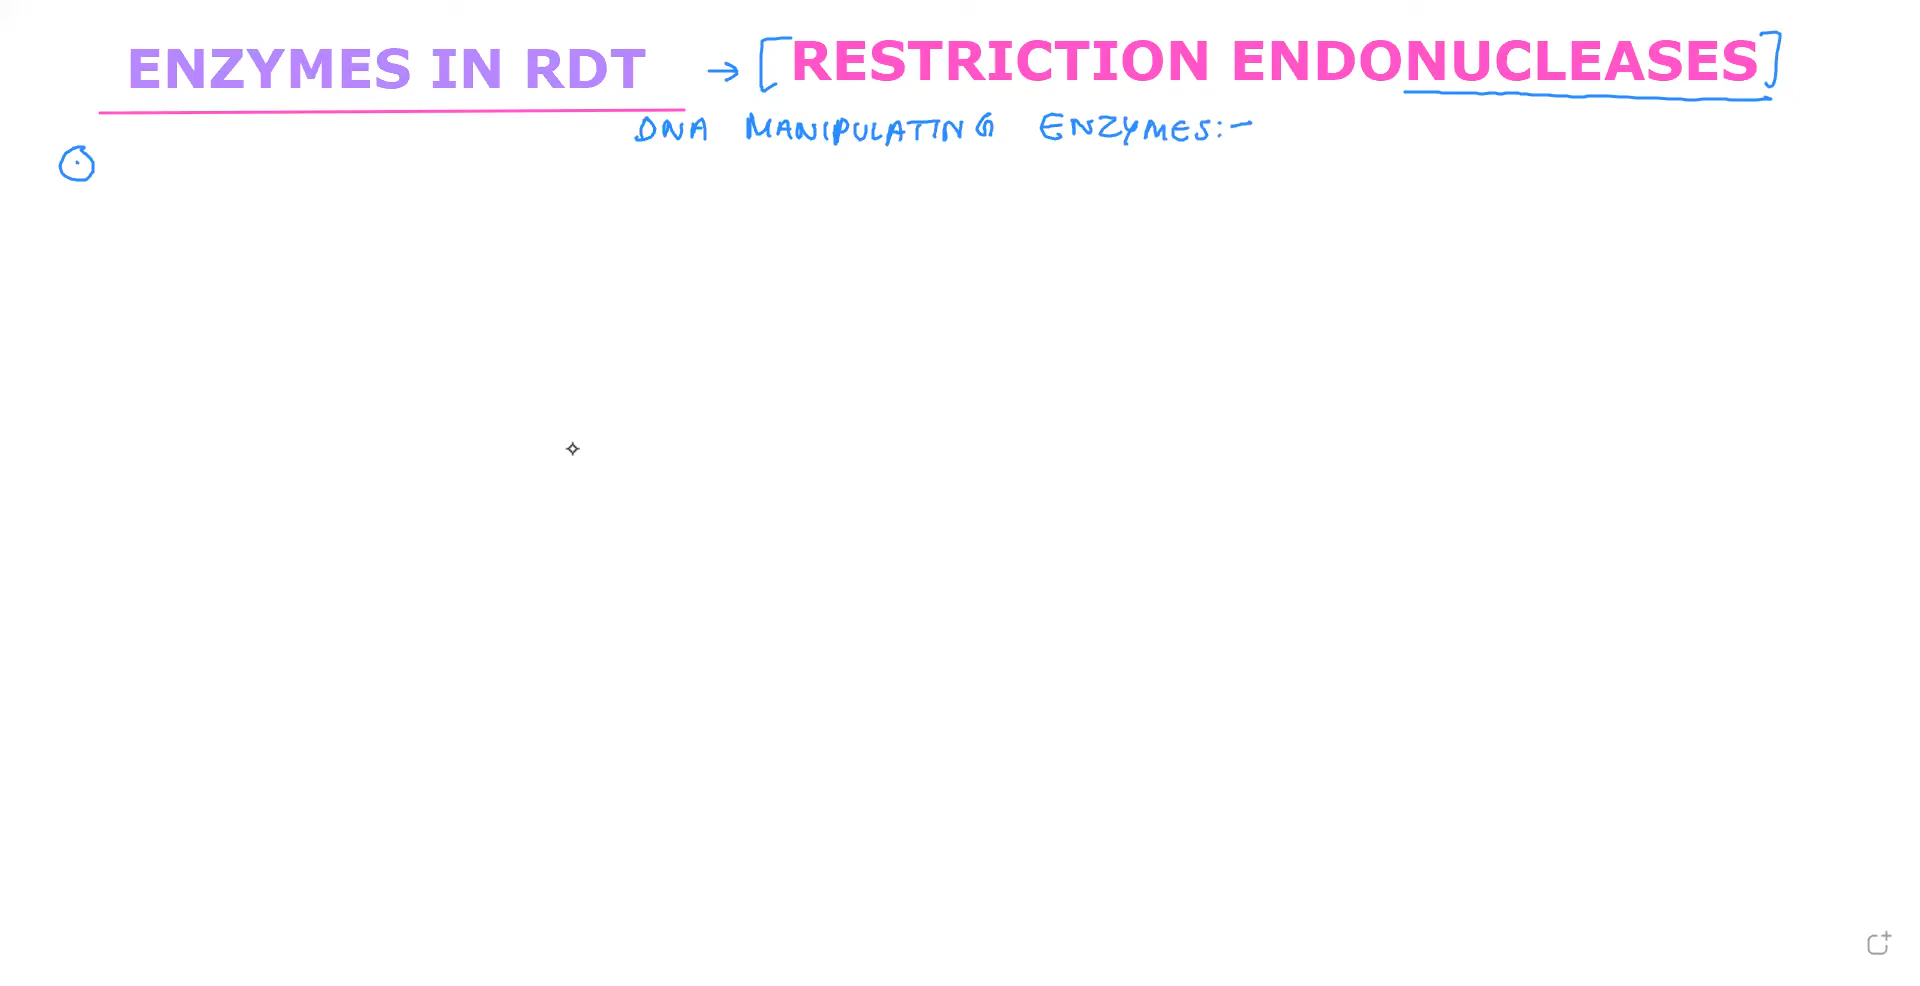 ENZYMES IN RDT → [RESTRICTION ENDONUCLEASES]
DNA MANIPULATING ENZYMES:-